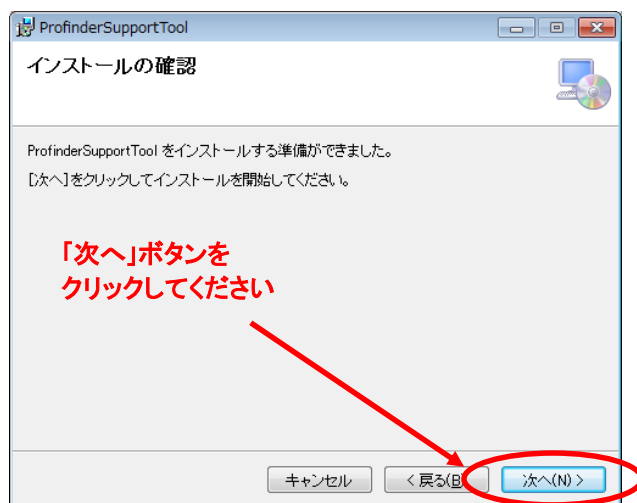 ProfinderSupportTool
インストールの確認
ProfinderSupportTool をインストールする準備ができました。
[次へ]をクリックしてインストールを開始してください。
「次へ」ボタンを
クリックしてください
キャンセル
< 戻る(B)
次へ(N) >